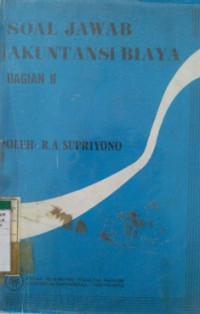 SOAL JAWAB
AKUNTANSI BIAYA
BAGIAN II
OLEH: R.A SUPRIYONO